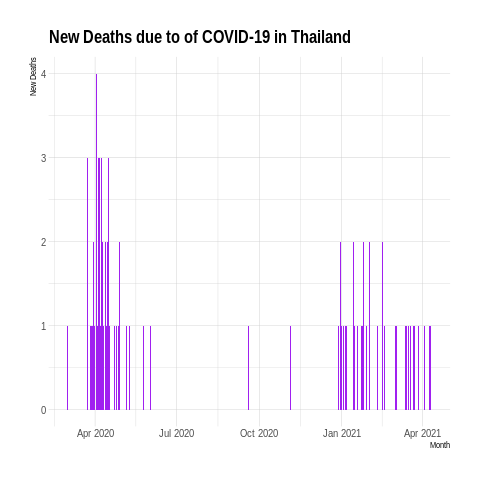 New Deaths due to of COVID-19 in Thailand
New Deaths
4
3
2
1
0
Apr 2020 Jul 2020 Oct 2020 Jan 2021 Apr 2021
Month